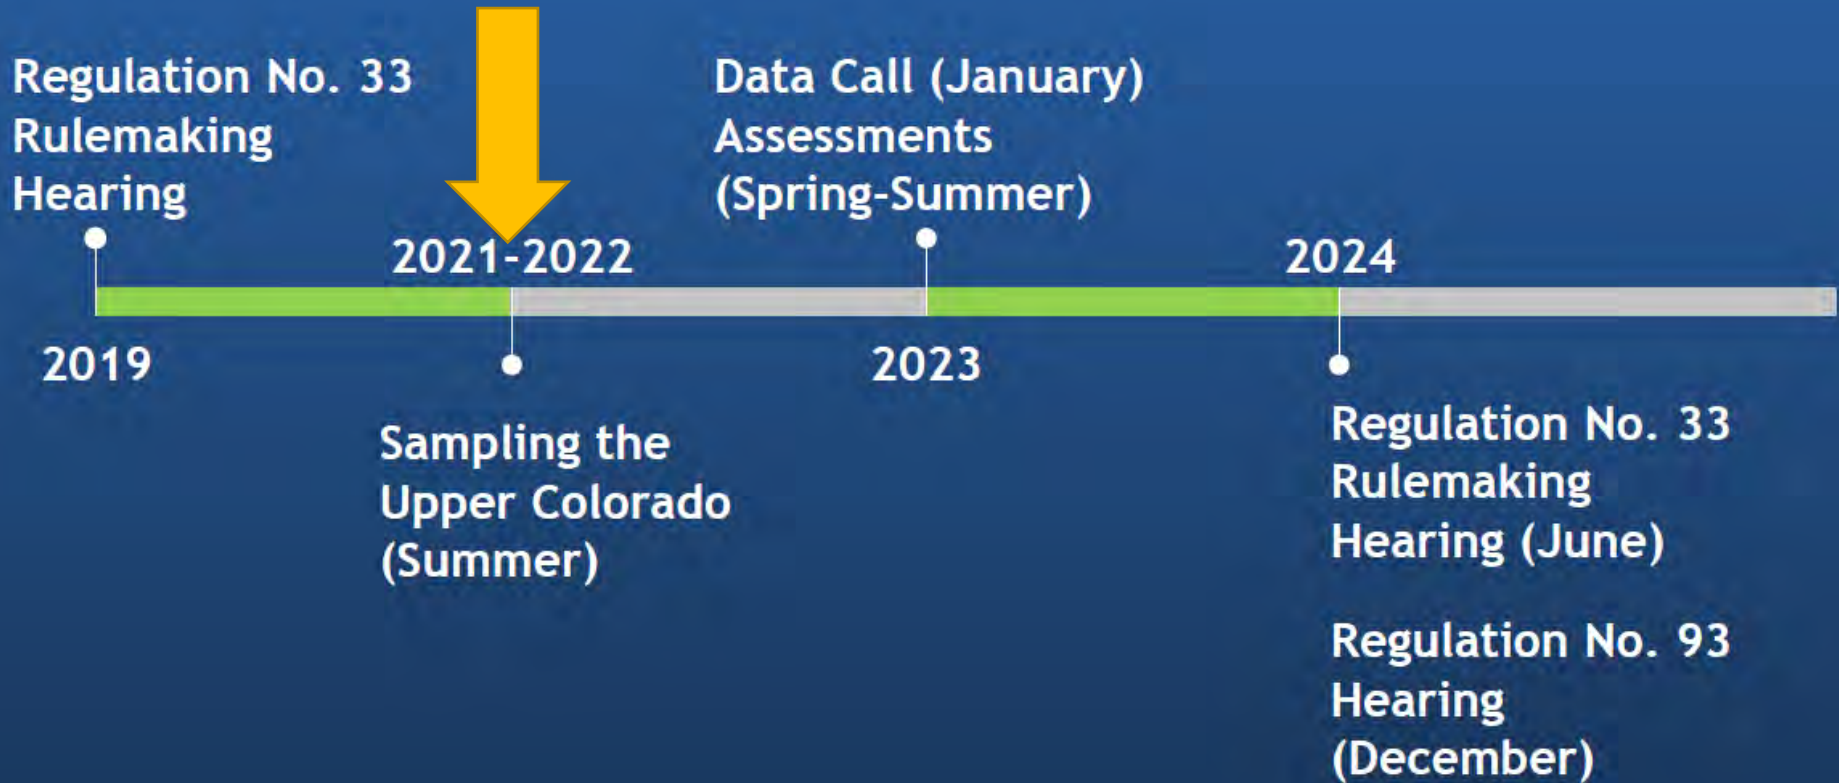 Regulation No. 33
Rulemaking
Hearing
2019
2021-2022
Sampling the
Upper Colorado
(Summer)
Data Call (January)
Assessments
(Spring-Summer)
2023
2024
Regulation No. 33
Rulemaking
Hearing (June)
Regulation No. 93
Hearing
(December)